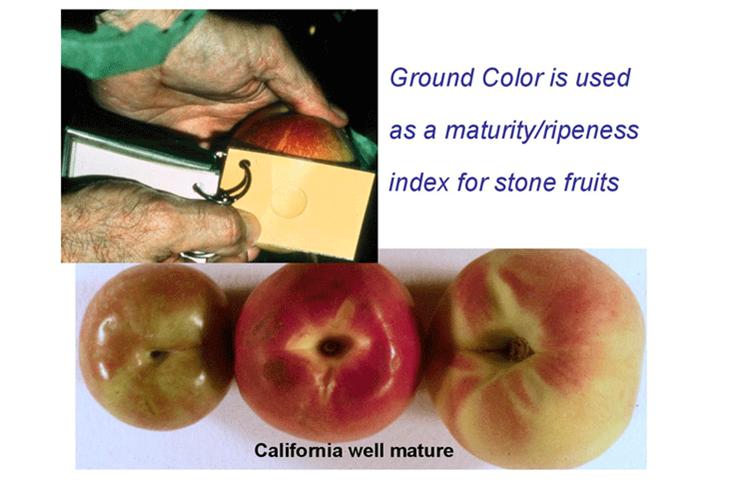 Ground Color is used
as a maturity/ripeness
index for stone fruits
California well mature